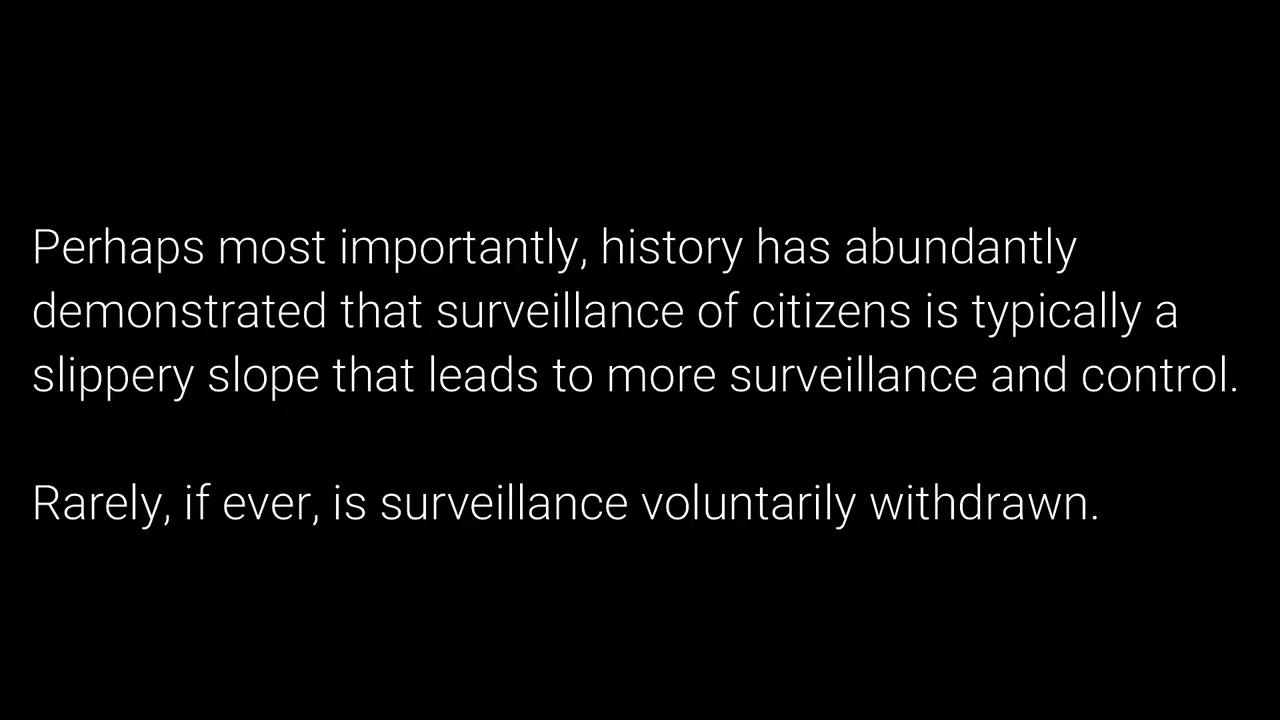 Perhaps most importantly, history has abundantly
demonstrated that surveillance of citizens is typically a
slippery slope that leads to more surveillance and control.
Rarely, if ever, is surveillance voluntarily withdrawn.